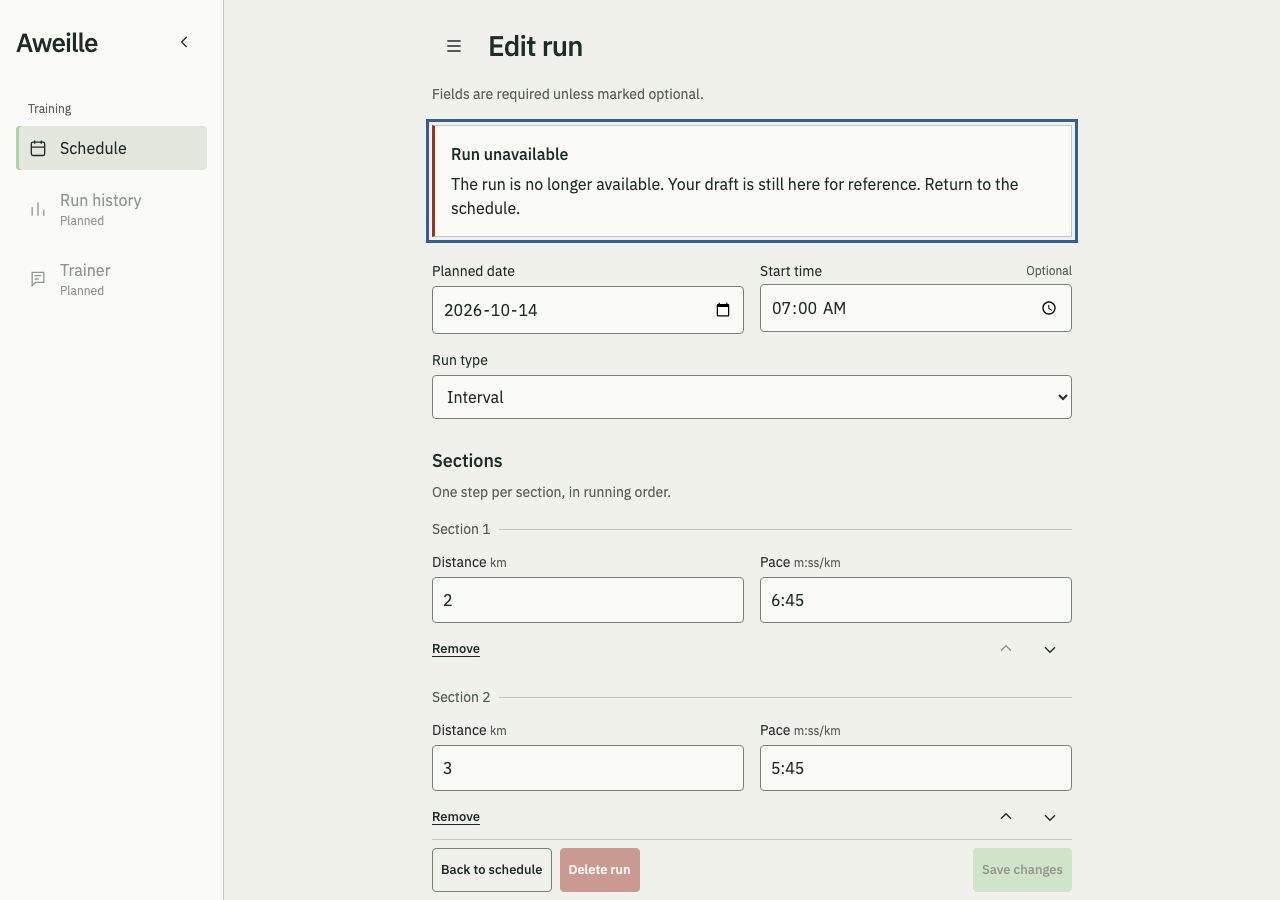 Aweille
Training
Schedule
Run history
Planned
Trainer
Planned
Edit run
Fields are required unless marked optional.
Run unavailable
The run is no longer available. Your draft is still here for reference. Return to the
schedule.
Planned date
Start time Optional
2026-10-14
07:00 AM
Run type
Interval
Sections
One step per section, in running order.
Section 1
Distance km
Pace m:ss/km
2
6:45
Remove
Section 2
Distance km
Pace m:ss/km
3
5:45
Remove
Back to schedule
Delete run
Save changes